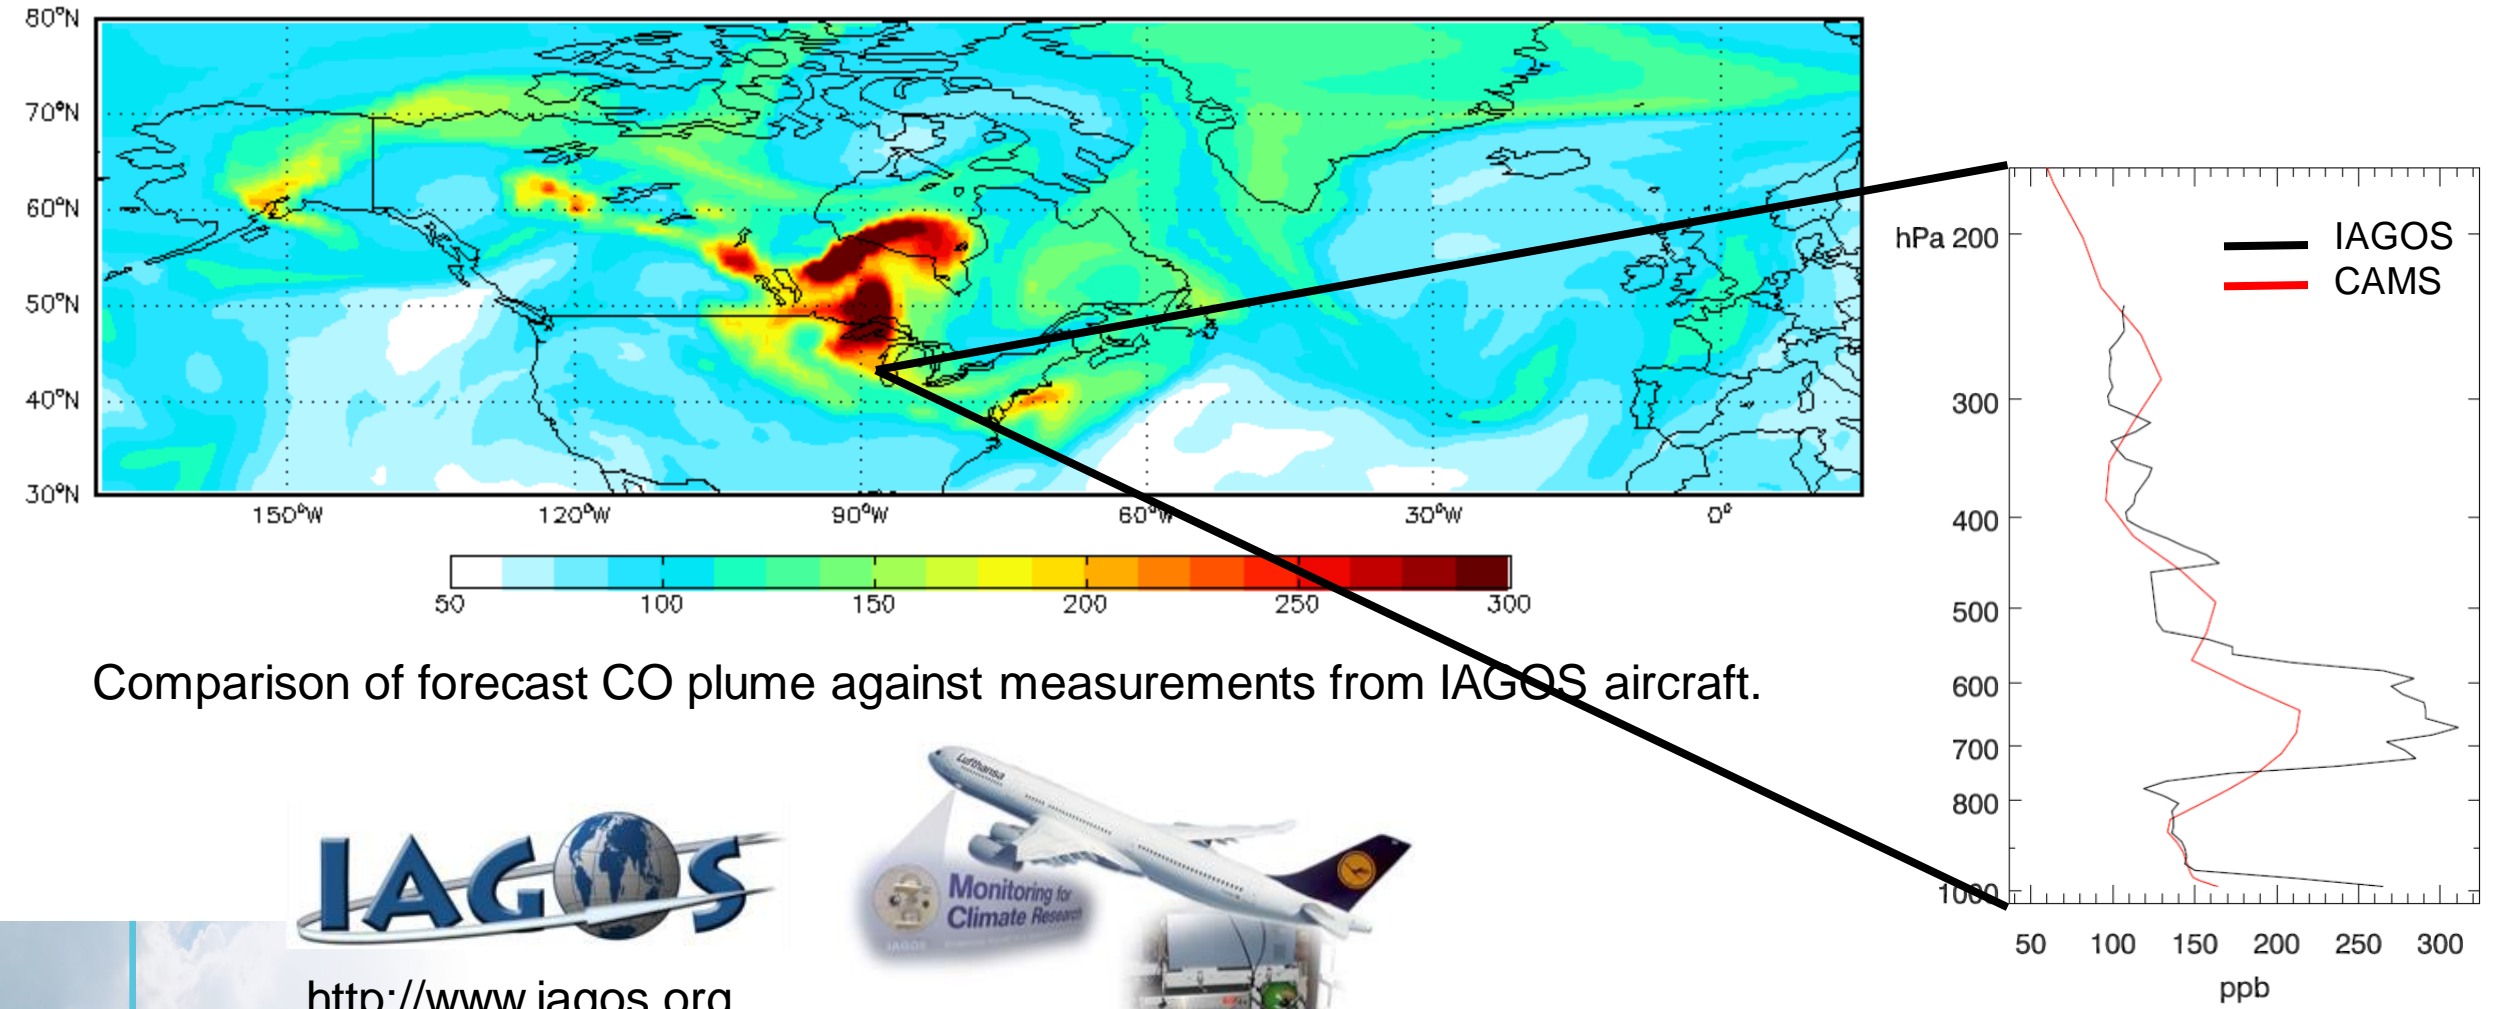 80°N
70°N
60°N
50°N
40°N
30°N
150°W 120°W 90°W 60°W 30°W 0°
50 100 150 200 250 300
hPa 200
300
400
500
600
700
800
1000
IAGOS
CAMS
50 100 150 200 250 300
ppb
Comparison of forecast CO plume against measurements from IAGOS aircraft.
IAGOS
Lufthansa
Monitoring for
Climate Research
IAGOS
http://www.iagos.org